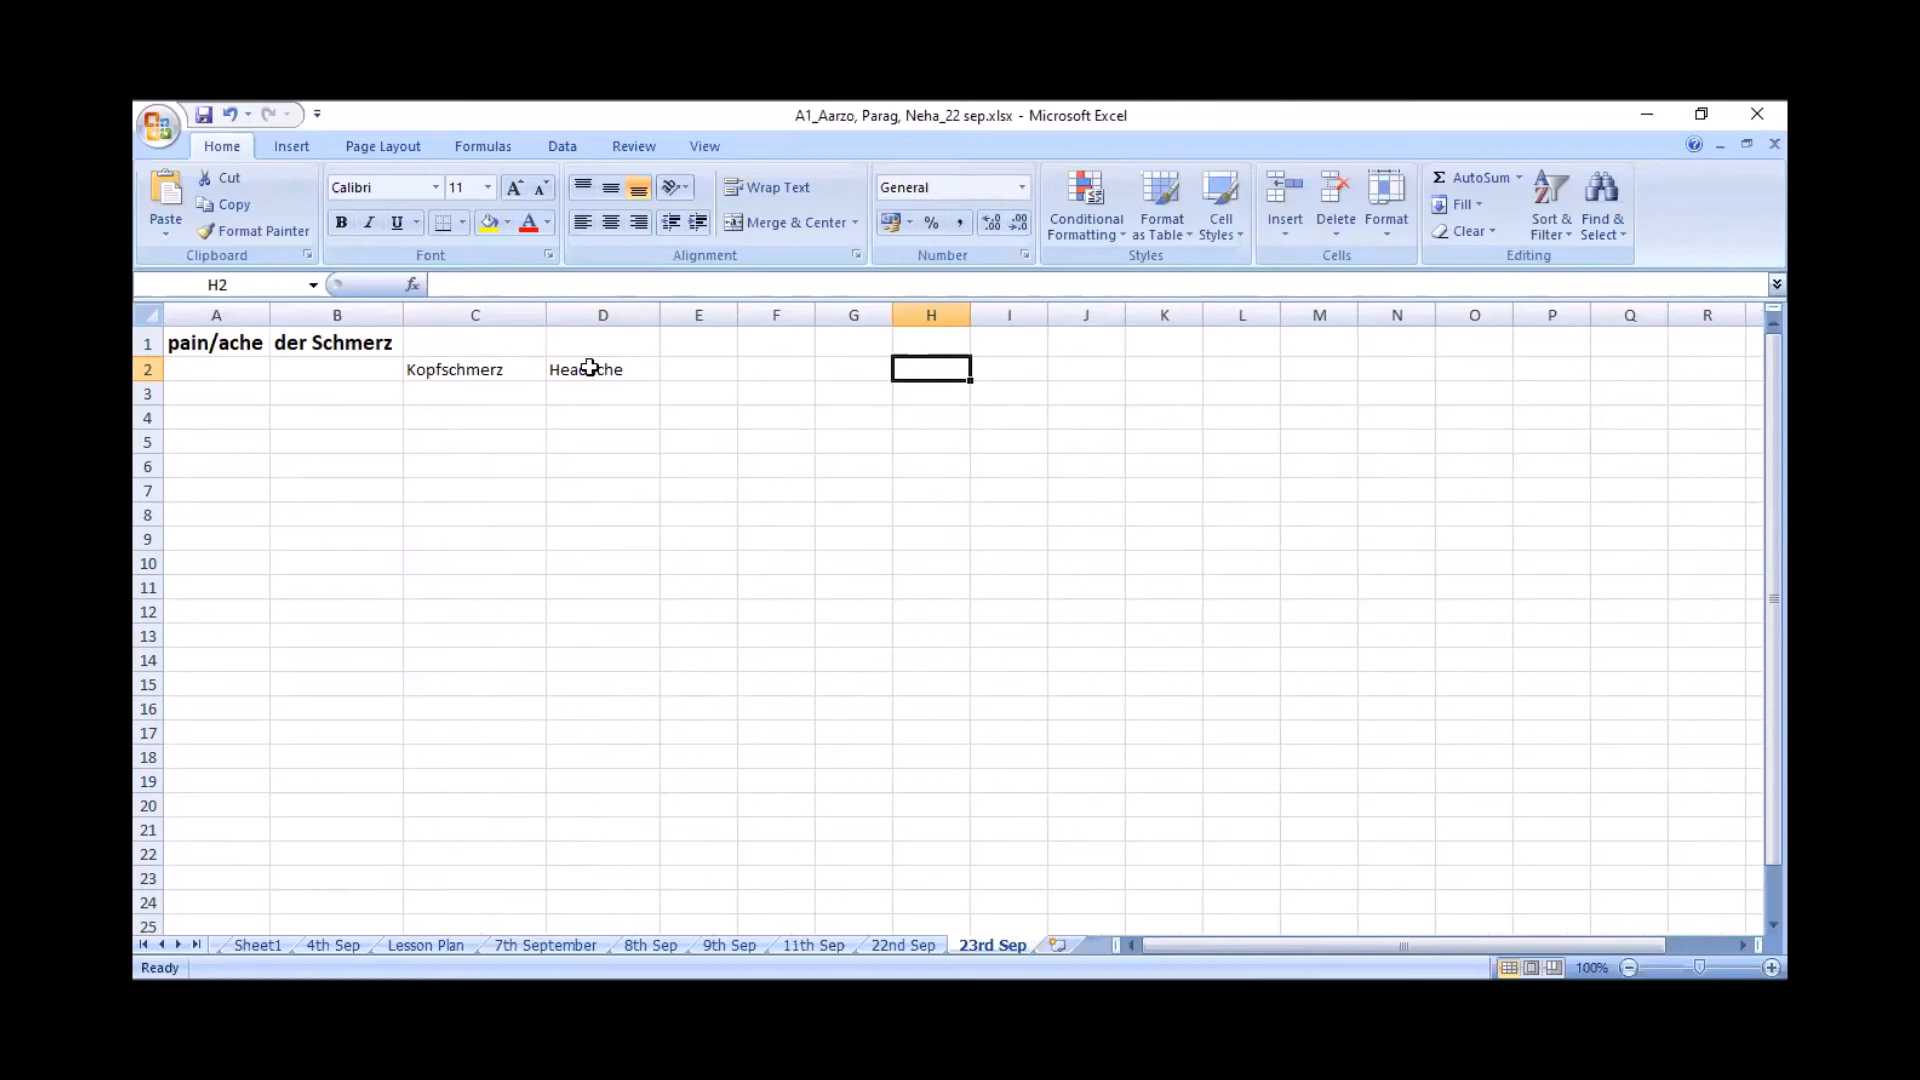 A1_Aarzo, Parag, Neha_22 sep.xlsx - Microsoft Excel
Home Insert Page Layout Formulas Data Review View
Paste
Cut
Copy
Format Painter
Clipboard
Calibri 11
B I U A
Font
Wrap Text
Merge & Center
Alignment
General
% ,
Number
Conditional Formatting
Format as Table
Cell Styles
Styles
Insert Delete Format
Cells
Σ AutoSum
Fill
Clear
Sort & Filter
Find & Select
Editing
H2 fx
A B C D E F G H I J K L M N O P Q R
1 pain/ache der Schmerz
2 Kopfschmerz
3
4
5
6
7
8
9
10
11
12
13
14
15
16
17
18
19
20
21
22
23
24
25
Sheet1 4th Sep Lesson Plan 7th September 8th Sep 9th Sep 11th Sep 22nd Sep 23rd Sep
Ready 100%